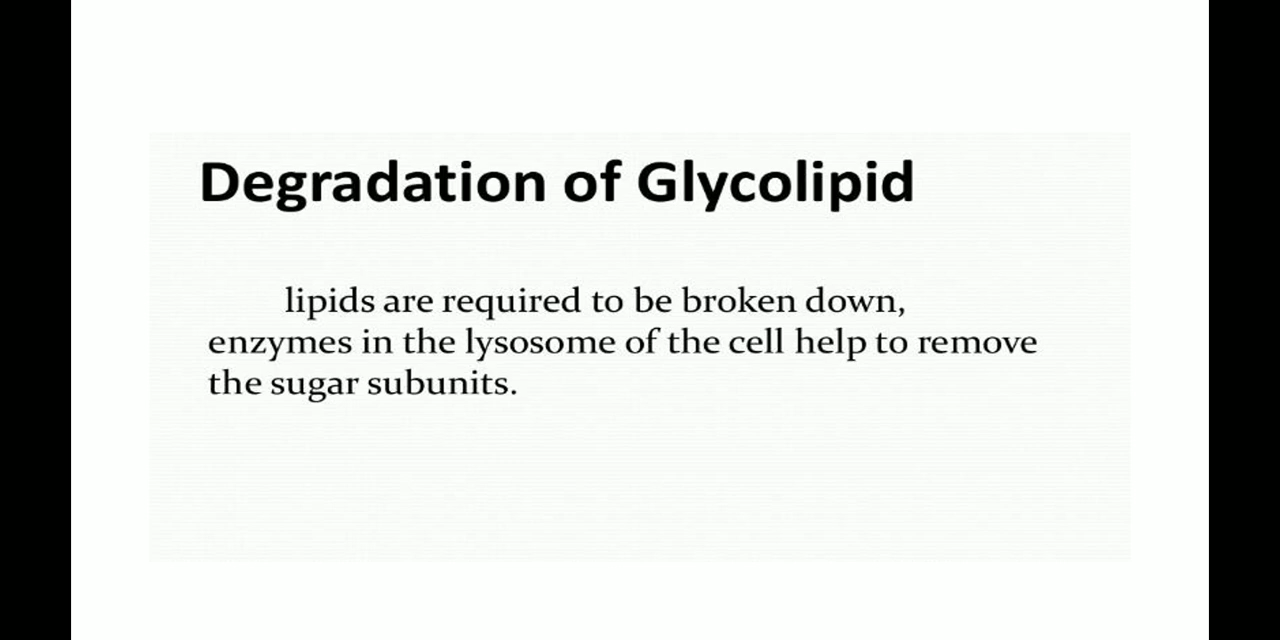 Degradation of Glycolipid
lipids are required to be broken down,
enzymes in the lysosome of the cell help to remove
the sugar subunits.